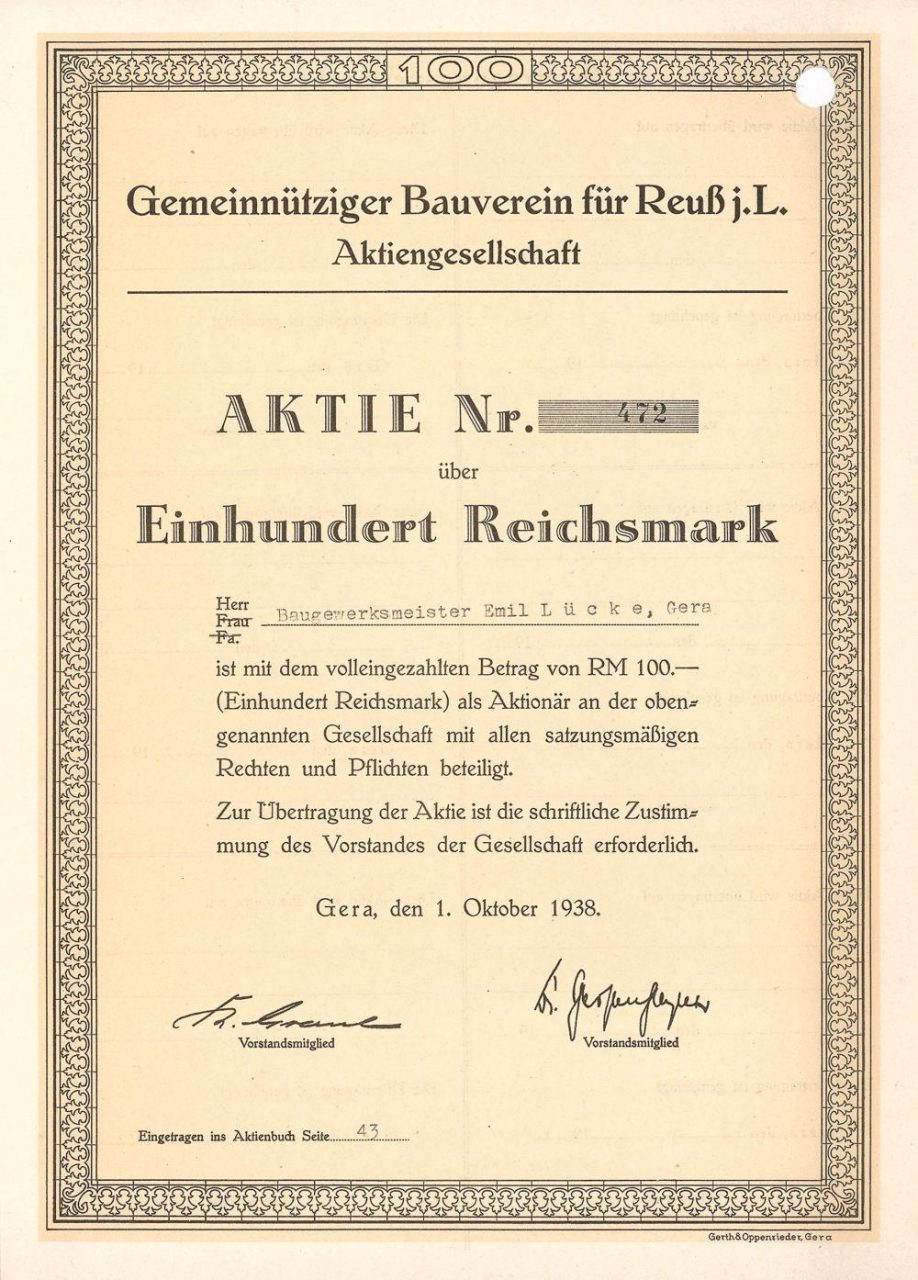 100
Gemeinnütziger Bauverein für Reuß j.L.
Aktiengesellschaft
AKTIE Nr. 472
über
Einhundert Reichsmark
Herr
Frau
Fa.
Baugewerksmeister Emil L ü c k e, Gera
ist mit dem volleingezahlten Betrag von RM 100.—
(Einhundert Reichsmark) als Aktionär an der oben=
genannten Gesellschaft mit allen satzungsmäßigen
Rechten und Pflichten beteiligt.
Zur Übertragung der Aktie ist die schriftliche Zustim=
mung des Vorstandes der Gesellschaft erforderlich.
Gera, den 1. Oktober 1938.
Vorstandsmitglied
Vorstandsmitglied
Eingetragen ins Aktienbuch Seite 43
Gerth & Oppenrieder, Gera